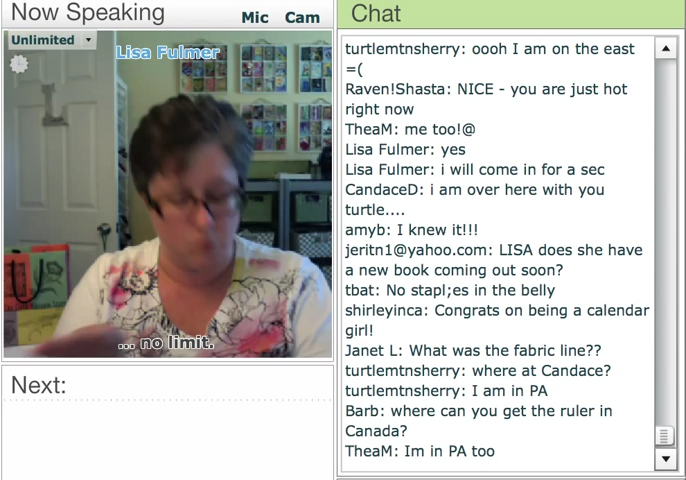 Now Speaking
Mic
Cam
Unlimited
Lisa Fulmer
... no limit.
Next:
Chat
turtlemtnsherry: oooh I am on the east
=(
Raven!Shasta: NICE - you are just hot
right now
TheaM: me too!@
Lisa Fulmer: yes
Lisa Fulmer: i will come in for a sec
CandaceD: i am over here with you
turtle....
amyb: I knew it!!!
jeritn1@yahoo.com: LISA does she have
a new book coming out soon?
tbat: No stapl;es in the belly
shirleyinca: Congrats on being a calendar
girl!
Janet L: What was the fabric line??
turtlemtnsherry: where at Candace?
turtlemtnsherry: I am in PA
Barb: where can you get the ruler in
Canada?
TheaM: Im in PA too